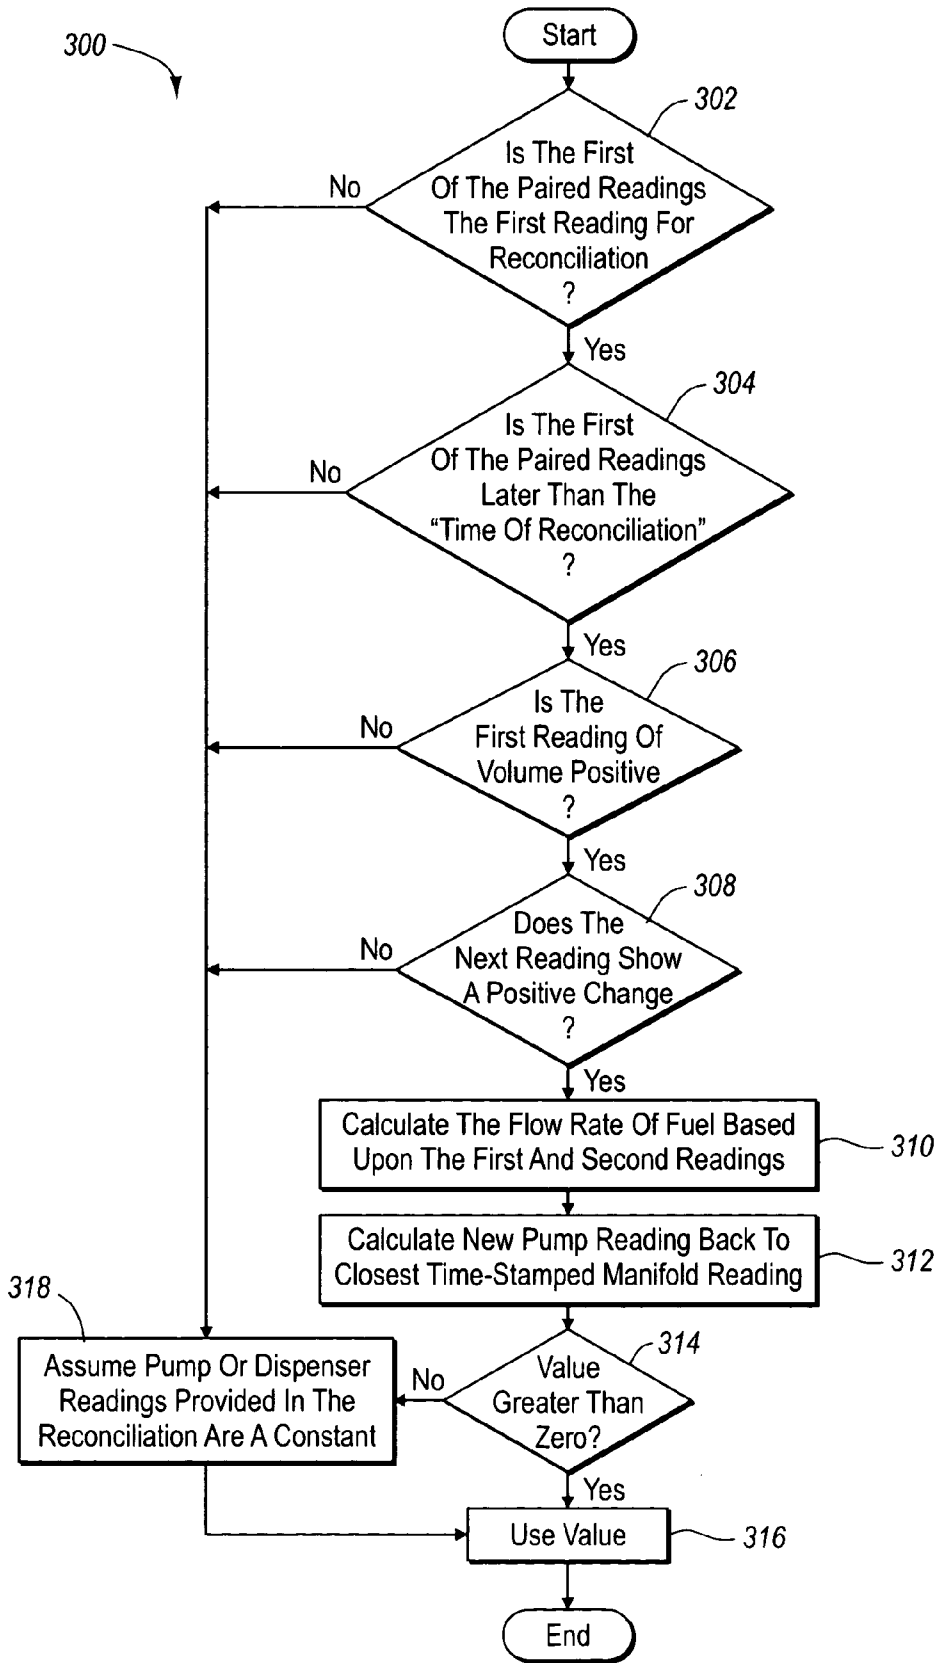 300
Start
302
Is The First
Of The Paired Readings
The First Reading For
Reconciliation
?
No
Yes
304
Is The First
Of The Paired Readings
Later Than The
“Time Of Reconciliation”
?
No
Yes
306
Is The
First Reading Of
Volume Positive
?
No
Yes
308
Does The
Next Reading Show
A Positive Change
?
No
Yes
Calculate The Flow Rate Of Fuel Based
Upon The First And Second Readings
310
Calculate New Pump Reading Back To
Closest Time-Stamped Manifold Reading
312
318
Assume Pump Or Dispenser
Readings Provided In The
Reconciliation Are A Constant
314
Value
Greater Than
Zero?
No
Yes
Use Value
316
End